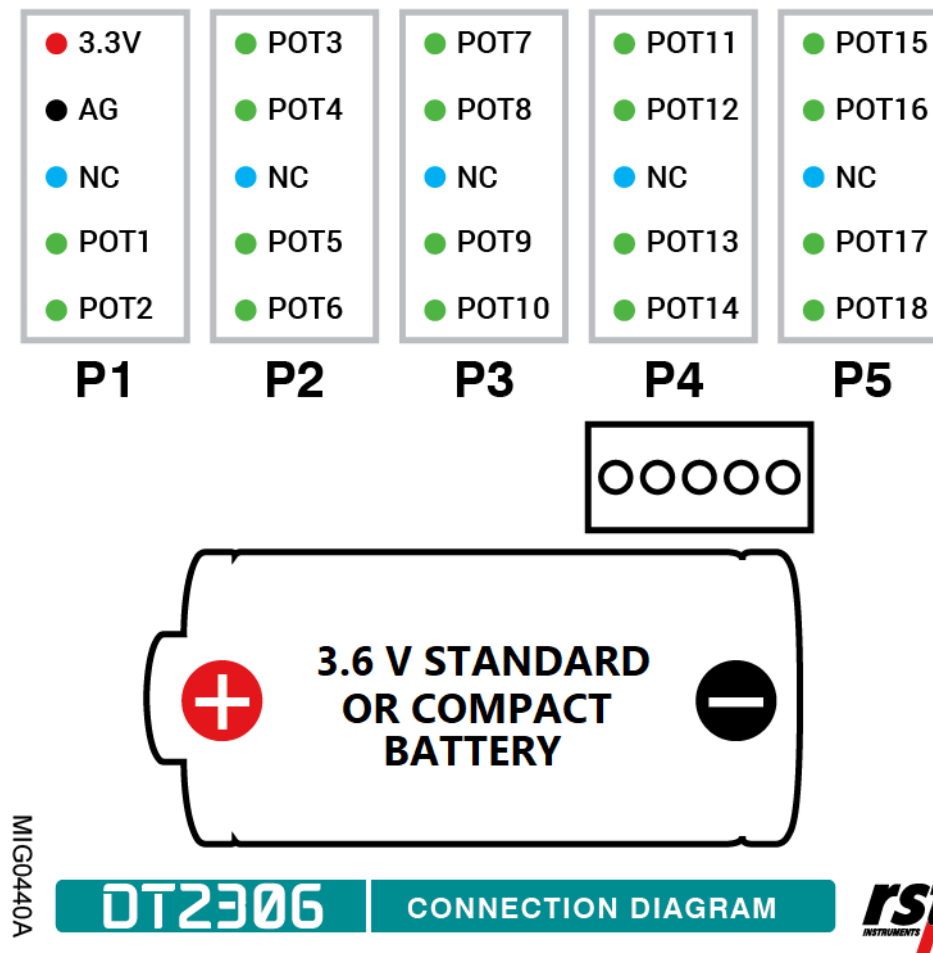 3.3V
AG
NC
POT1
POT2
P1
POT3
POT4
NC
POT5
POT6
P2
POT7
POT8
NC
POT9
POT10
P3
POT11
POT12
NC
POT13
POT14
P4
POT15
POT16
NC
POT17
POT18
P5
3.6 V STANDARD
OR COMPACT
BATTERY
MIG0440A
DT2306
CONNECTION DIAGRAM
rst
INSTRUMENTS